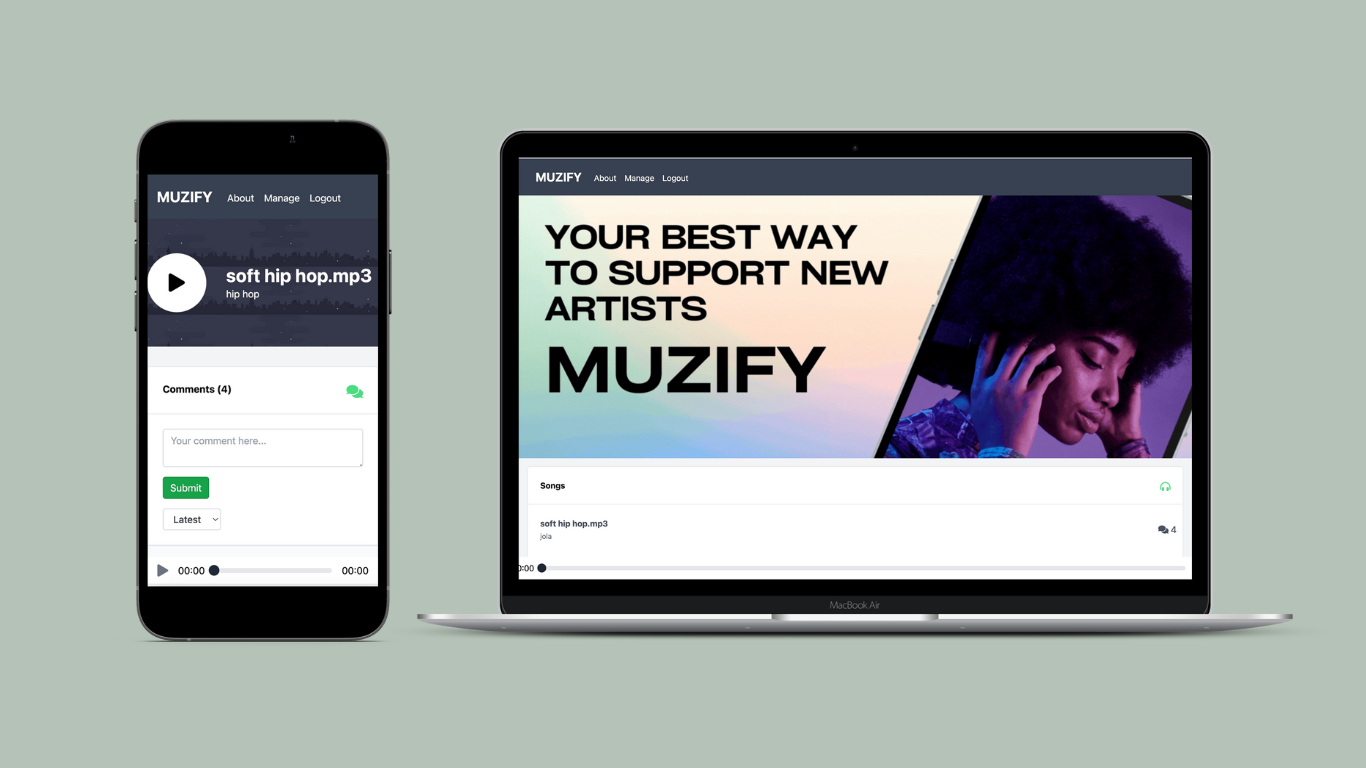 MUZIFY About Manage Logout
soft hip hop.mp3
hip hop
Comments (4)
Your comment here...
Submit
Latest
00:00 00:00
MUZIFY About Manage Logout
YOUR BEST WAY
TO SUPPORT NEW
ARTISTS
MUZIFY
Songs
soft hip hop.mp3
jola
4
0:00
MacBook Air